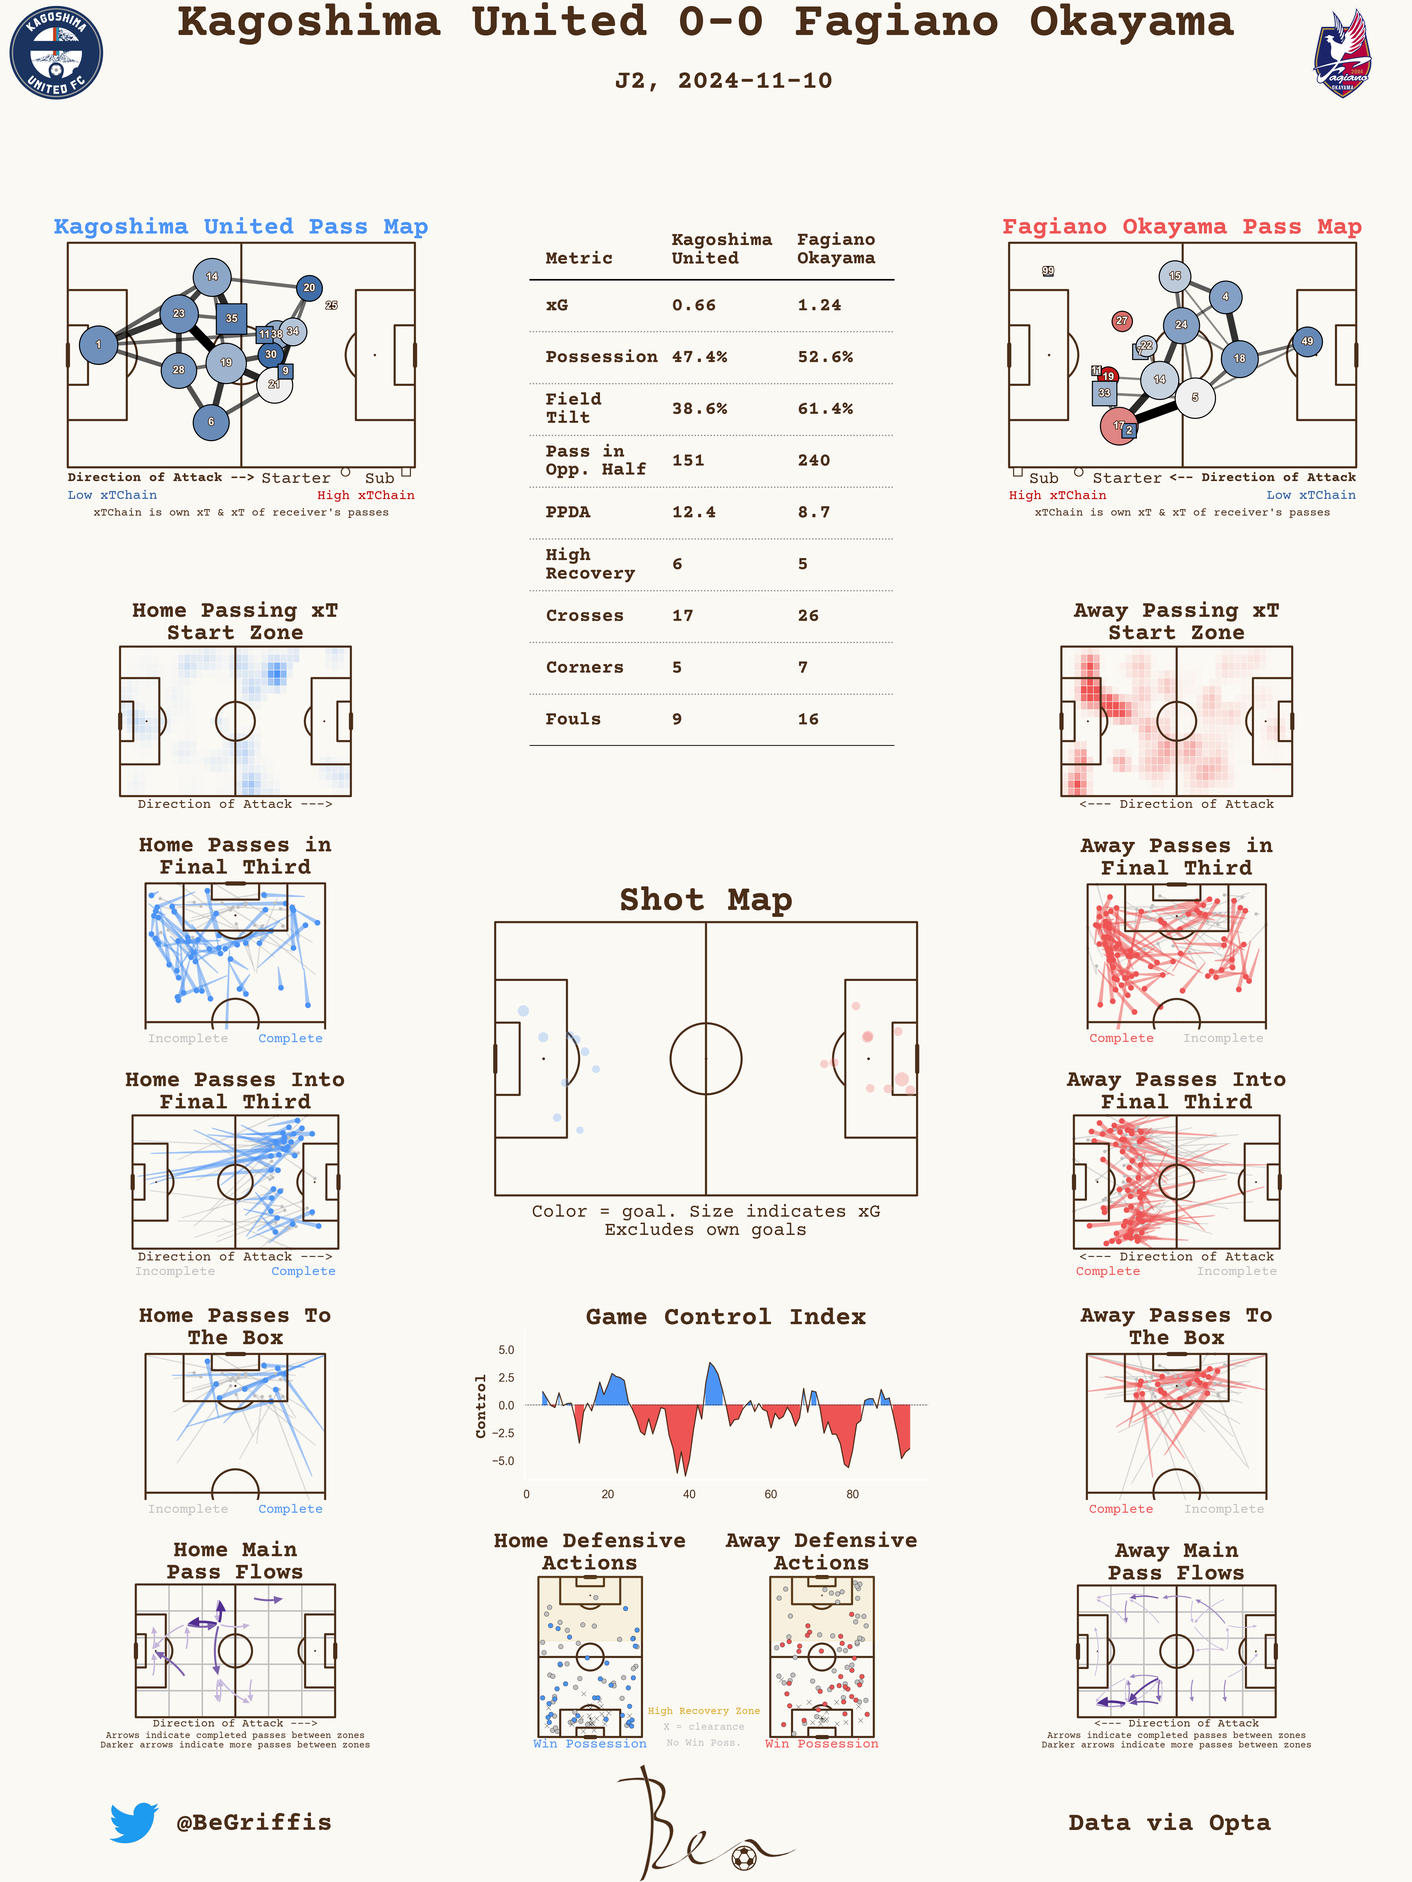 Kagoshima United 0-0 Fagiano Okayama
J2, 2024-11-10
KAGOSHIMA
UNITED FC
2004
Fagiano
OKAYAMA
Kagoshima United Pass Map
14
20
25
23
35
11
38
34
1
30
19
9
28
21
6
Direction of Attack --> Starter Sub
Low xTChain High xTChain
xTChain is own xT & xT of receiver's passes
Metric Kagoshima United Fagiano Okayama
xG 0.66 1.24
Possession 47.4% 52.6%
Field Tilt 38.6% 61.4%
Pass in Opp. Half 151 240
PPDA 12.4 8.7
High Recovery 6 5
Crosses 17 26
Corners 5 7
Fouls 9 16
Fagiano Okayama Pass Map
99
15
4
27
24
22
49
18
11
19
14
33
5
17
2
Sub Starter <-- Direction of Attack
High xTChain Low xTChain
xTChain is own xT & xT of receiver's passes
Home Passing xT
Start Zone
Direction of Attack --->
Away Passing xT
Start Zone
<--- Direction of Attack
Home Passes in
Final Third
Incomplete Complete
Away Passes in
Final Third
Complete Incomplete
Shot Map
Color = goal. Size indicates xG
Excludes own goals
Home Passes Into
Final Third
Direction of Attack --->
Incomplete Complete
Away Passes Into
Final Third
<--- Direction of Attack
Complete Incomplete
Home Passes To
The Box
Incomplete Complete
Game Control Index
Control
5.0
2.5
0.0
−2.5
−5.0
0 20 40 60 80
Away Passes To
The Box
Complete Incomplete
Home Main
Pass Flows
Direction of Attack --->
Arrows indicate completed passes between zones
Darker arrows indicate more passes between zones
Home Defensive
Actions
Win Possession
High Recovery Zone
X = clearance
No Win Poss.
Away Defensive
Actions
Win Possession
Away Main
Pass Flows
<--- Direction of Attack
Arrows indicate completed passes between zones
Darker arrows indicate more passes between zones
@BeGriffis
Ben
Data via Opta